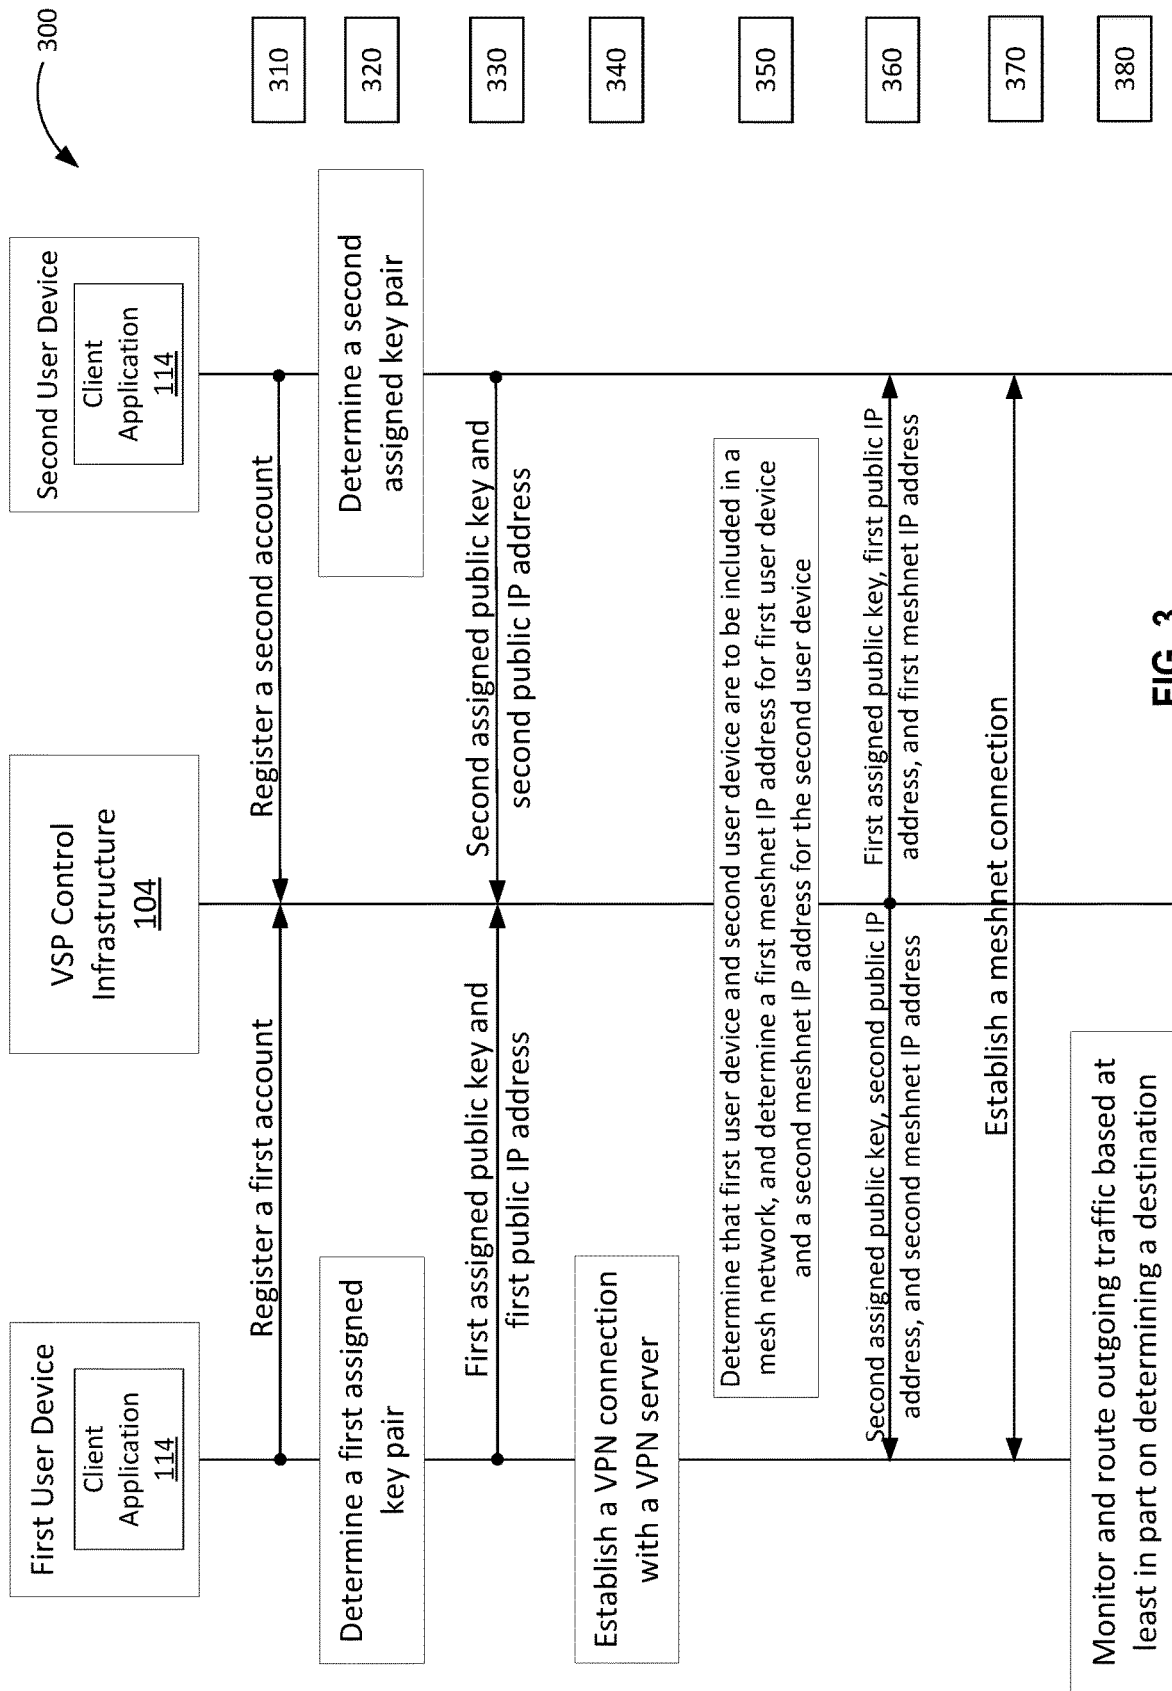 300
First User Device
Client
Application
114
VSP Control
Infrastructure
104
Second User Device
Client
Application
114
Register a first account
Register a second account
310
Determine a first assigned
key pair
Determine a second
assigned key pair
320
First assigned public key and
first public IP address
Second assigned public key and
second public IP address
330
Establish a VPN connection
with a VPN server
340
Determine that first user device and second user device are to be included in a
mesh network, and determine a first meshnet IP address for first user device
and a second meshnet IP address for the second user device
350
Second assigned public key, second public IP
address, and second meshnet IP address
First assigned public key, first public IP
address, and first meshnet IP address
360
Establish a meshnet connection
370
Monitor and route outgoing traffic based at
least in part on determining a destination
380
FIG. 3